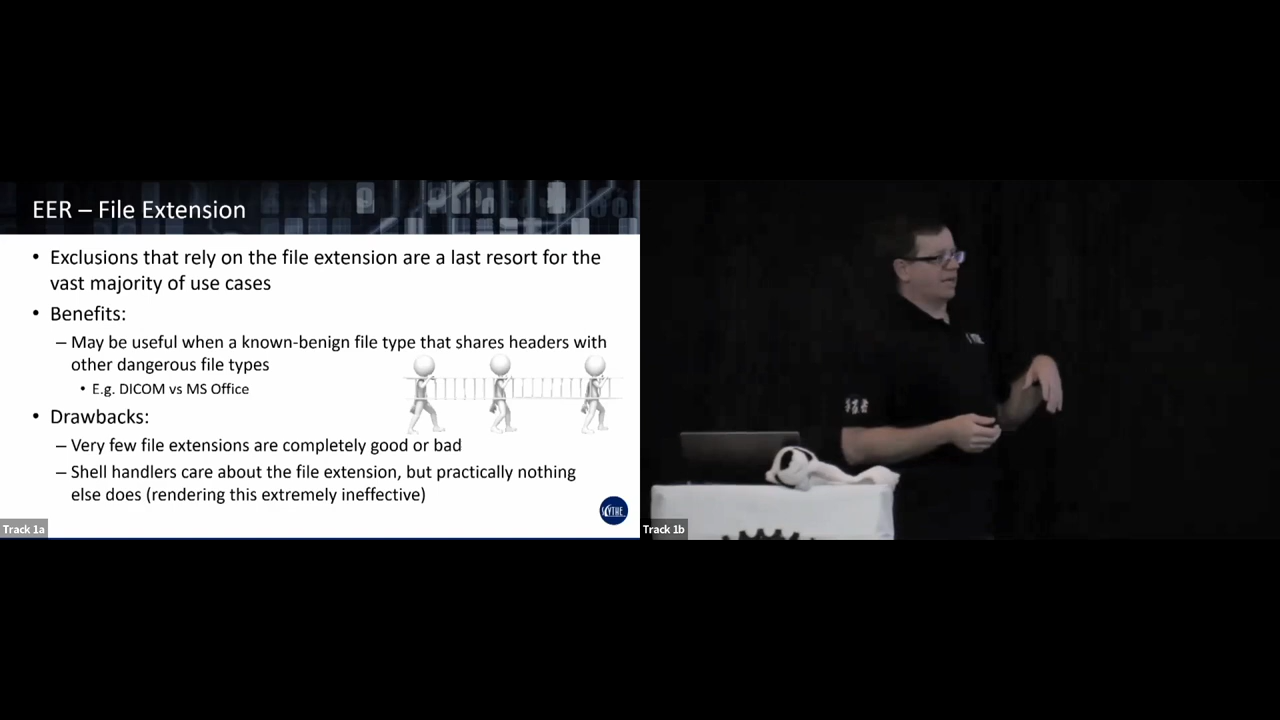 EER – File Extension
• Exclusions that rely on the file extension are a last resort for the
vast majority of use cases
• Benefits:
– May be useful when a known-benign file type that shares headers with
other dangerous file types
• E.g. DICOM vs MS Office
• Drawbacks:
– Very few file extensions are completely good or bad
– Shell handlers care about the file extension, but practically nothing
else does (rendering this extremely ineffective)
SCYTHE
Track 1a
Track 1b